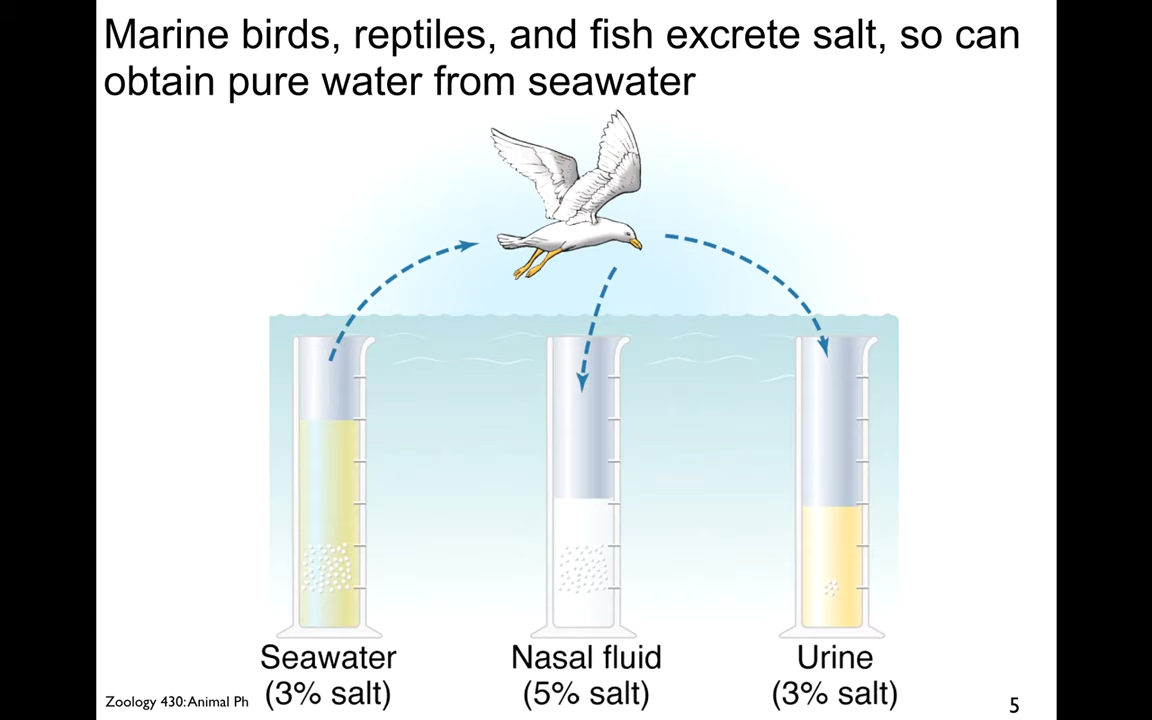 Marine birds, reptiles, and fish excrete salt, so can
obtain pure water from seawater
Seawater
(3% salt)
Nasal fluid
(5% salt)
Urine
(3% salt)
Zoology 430: Animal Ph
5